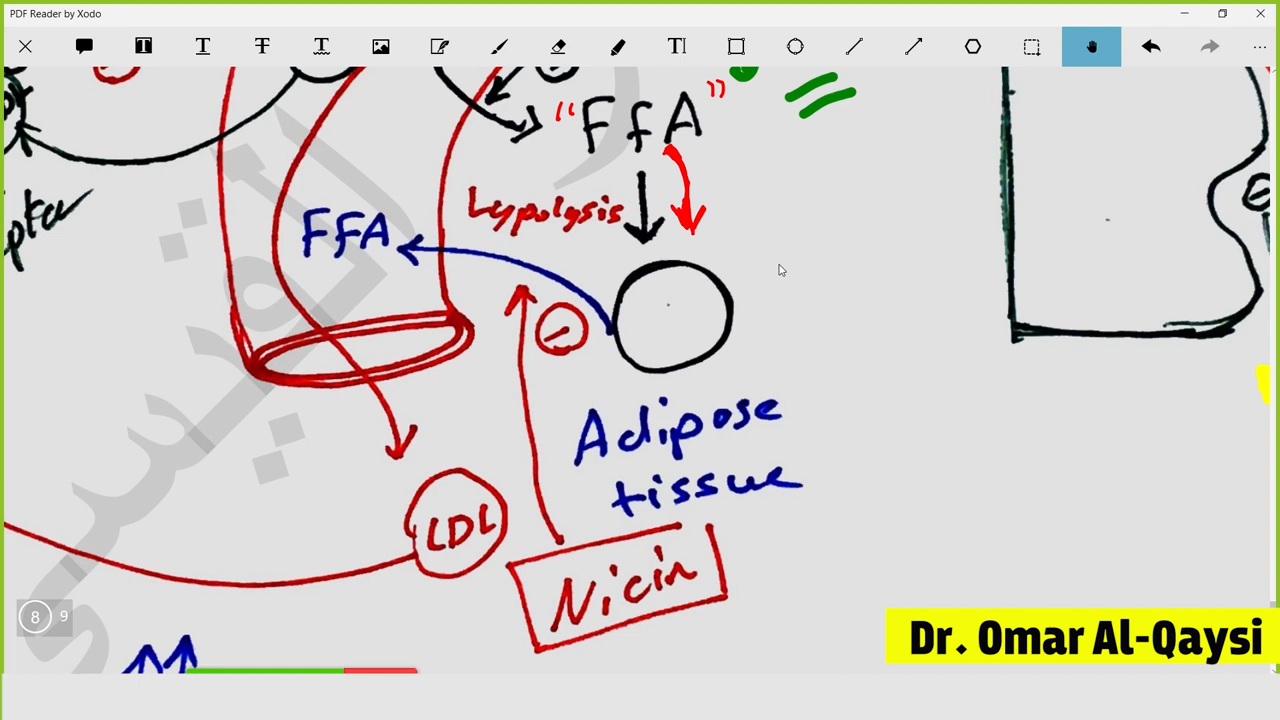 PDF Reader by Xodo
"FfA"
Lypolysis
FFA
Adipose
tissue
LDL
Nicin
8 9
Dr. Omar Al-Qaysi